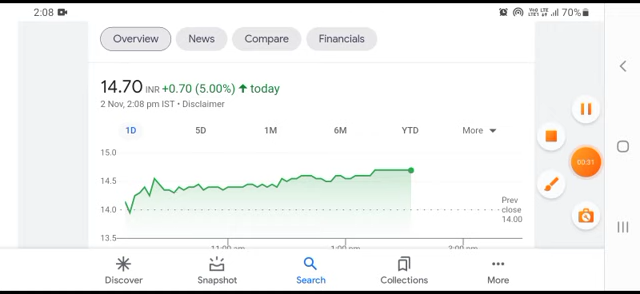 2:08 70%
Overview News Compare Financials
14.70 INR +0.70 (5.00%) ↑ today
2 Nov, 2:08 pm IST • Disclaimer
1D 5D 1M 6M YTD More
15.0
14.5
14.0
13.5
Prev
close
14.00
00:31
Discover Snapshot Search Collections More